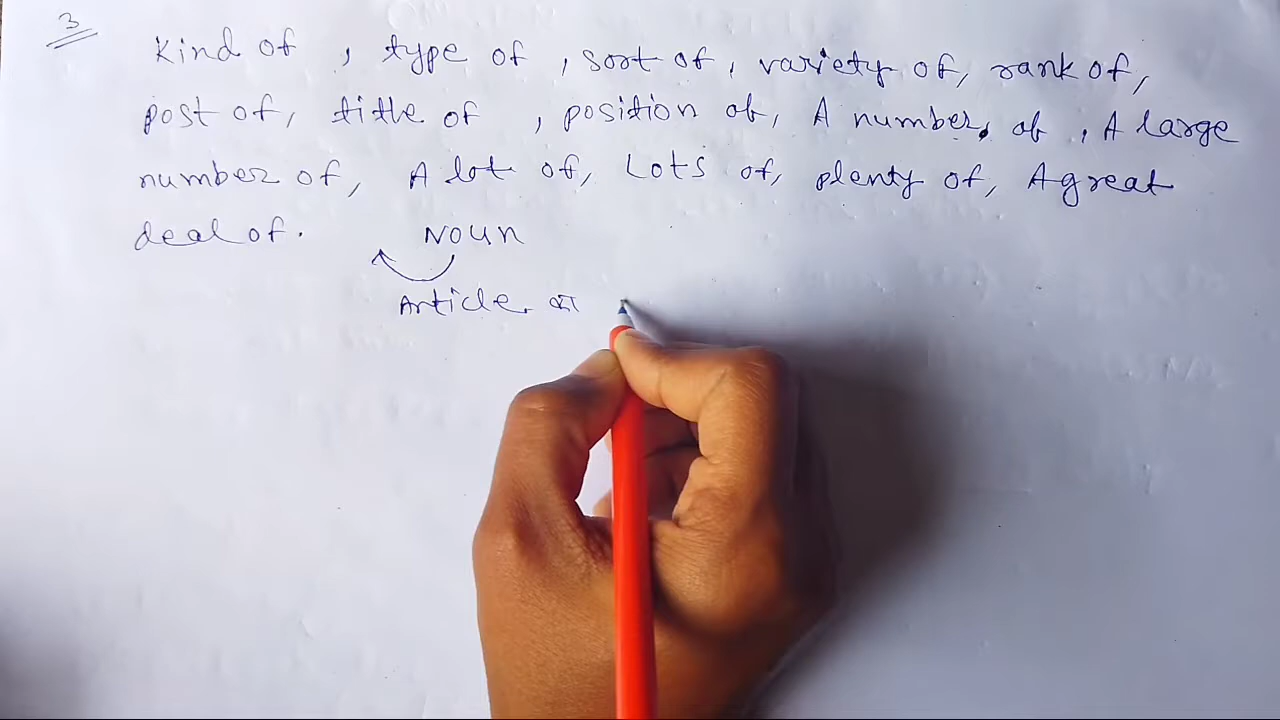 3
Kind of , type of , sort of , variety of, rank of,
post of, title of , position of, A number of , A large
number of, A lot of, Lots of, plenty of, A great
deal of. Noun
Article